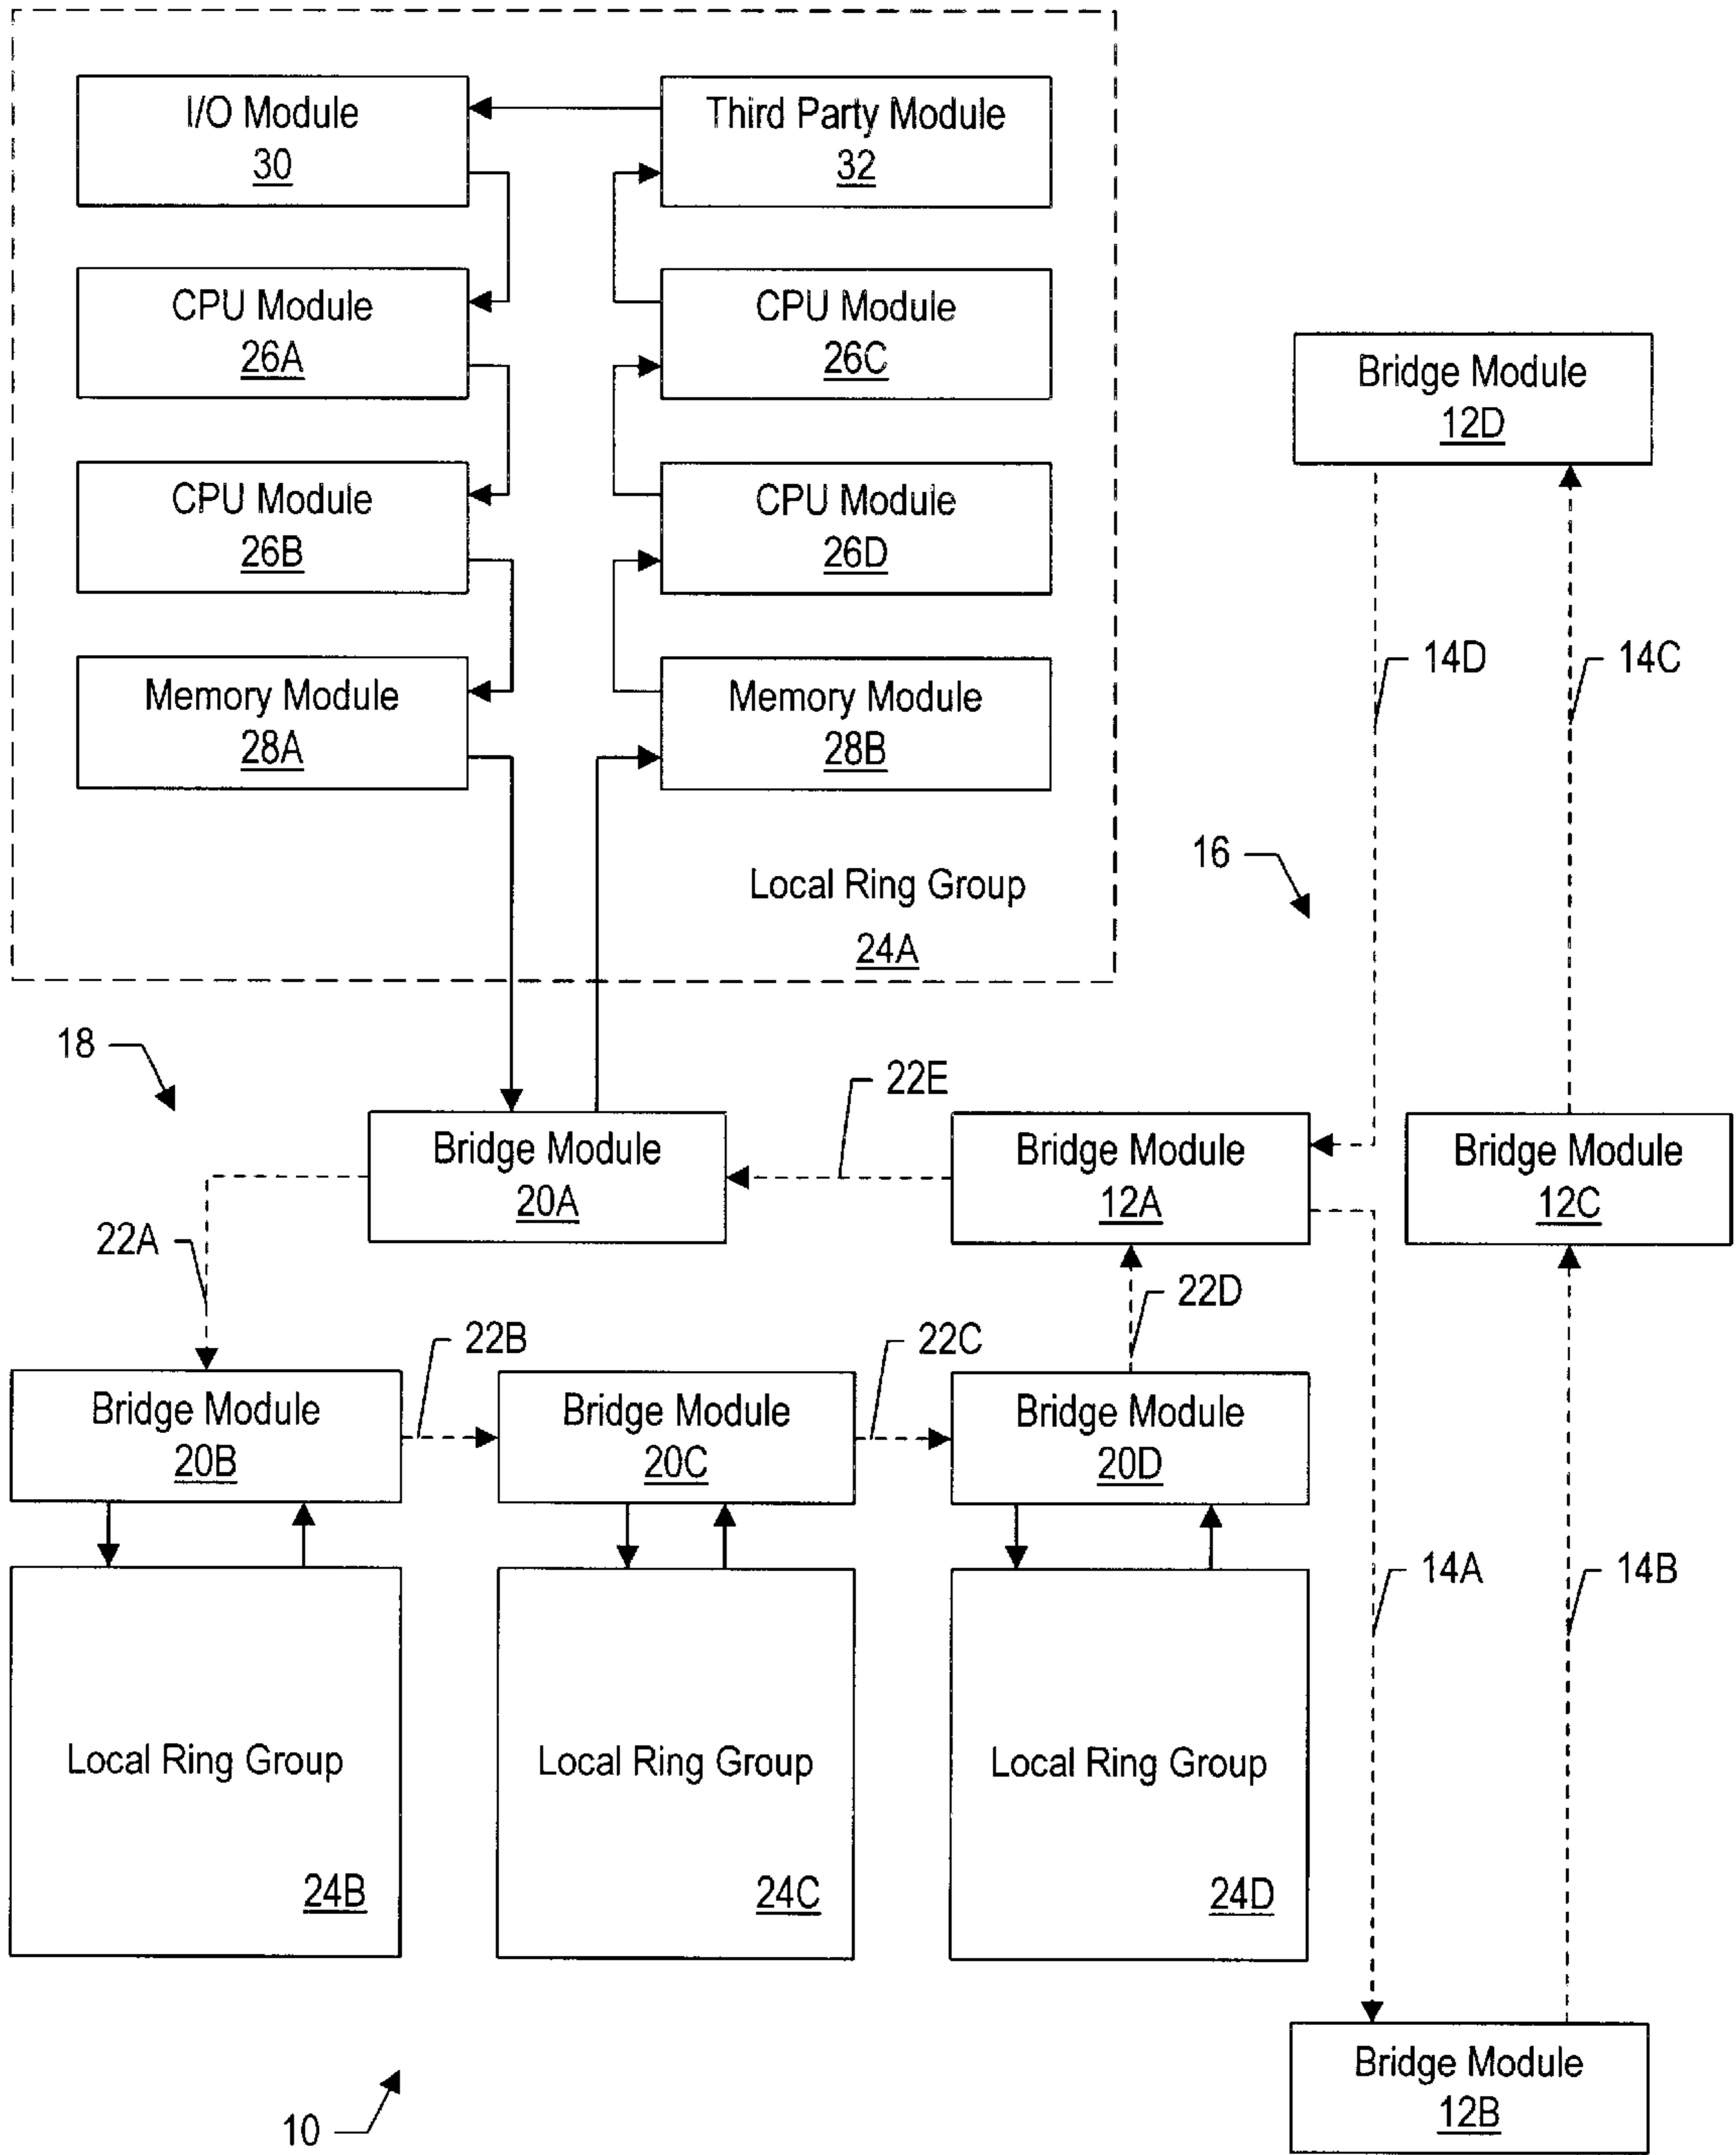 I/O Module
30
Third Party Module
32
CPU Module
26A
CPU Module
26C
Bridge Module
12D
CPU Module
26B
CPU Module
26D
14D
14C
Memory Module
28A
Memory Module
28B
16
Local Ring Group
24A
18
22E
Bridge Module
20A
Bridge Module
12A
Bridge Module
12C
22A
22D
22B
22C
Bridge Module
20B
Bridge Module
20C
Bridge Module
20D
14A
14B
Local Ring Group
24B
Local Ring Group
24C
Local Ring Group
24D
Bridge Module
12B
10